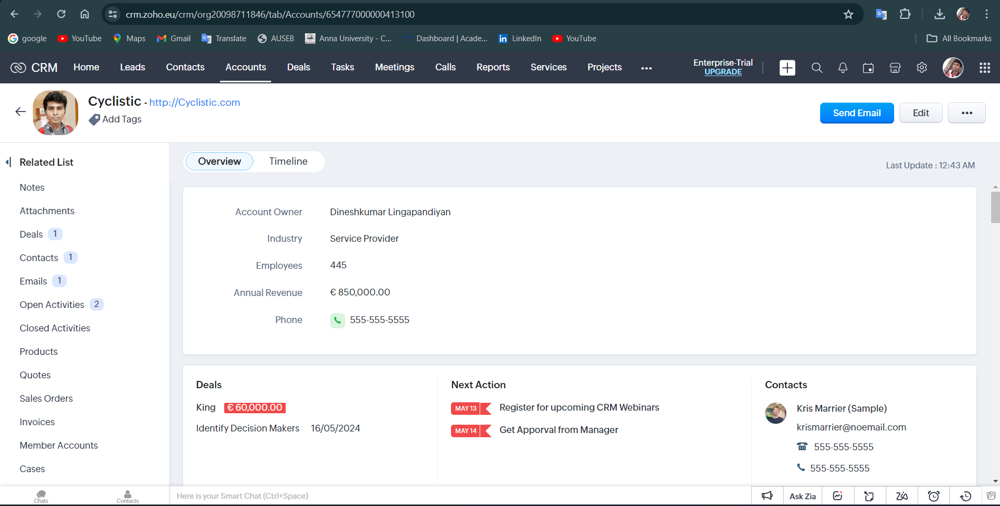 crm.zoho.eu/crm/org20098711846/tab/Accounts/654777000000413100
google YouTube Maps Gmail Translate AUSEB Anna University - C... Dashboard | Acade... LinkedIn YouTube All Bookmarks
CRM Home Leads Contacts Accounts Deals Tasks Meetings Calls Reports Services Projects ... Enterprise-Trial
UPGRADE
Cyclistic - http://Cyclistic.com
Add Tags
Send Email Edit ...
Related List
Notes
Attachments
Deals 1
Contacts 1
Emails 1
Open Activities 2
Closed Activities
Products
Quotes
Sales Orders
Invoices
Member Accounts
Cases
Overview Timeline
Last Update : 12:43 AM
Account Owner Dineshkumar Lingapandiyan
Industry Service Provider
Employees 445
Annual Revenue € 850,000.00
Phone 555-555-5555
Deals
King € 60,000.00
Identify Decision Makers 16/05/2024
Next Action
MAY 13 Register for upcoming CRM Webinars
MAY 14 Get Apporval from Manager
Contacts
Kris Marrier (Sample)
krismarrier@noemail.com
555-555-5555
555-555-5555
Chats Contacts Here is your Smart Chat (Ctrl+Space) Ask Zia